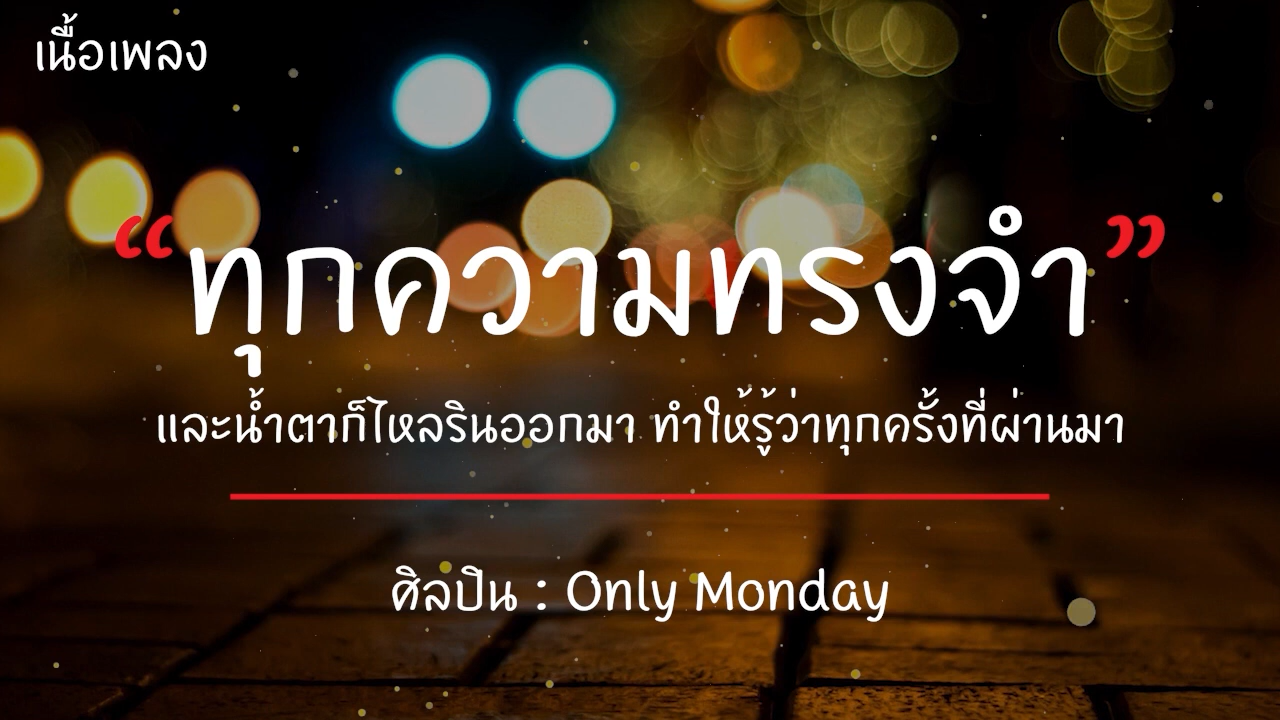 เนื้อเพลง
“ทุกความทรงจำ”
และน้ำตาก็ไหลรินออกมา ทำให้รู้ว่าทุกครั้งที่ผ่านมา
ศิลปิน : Only Monday